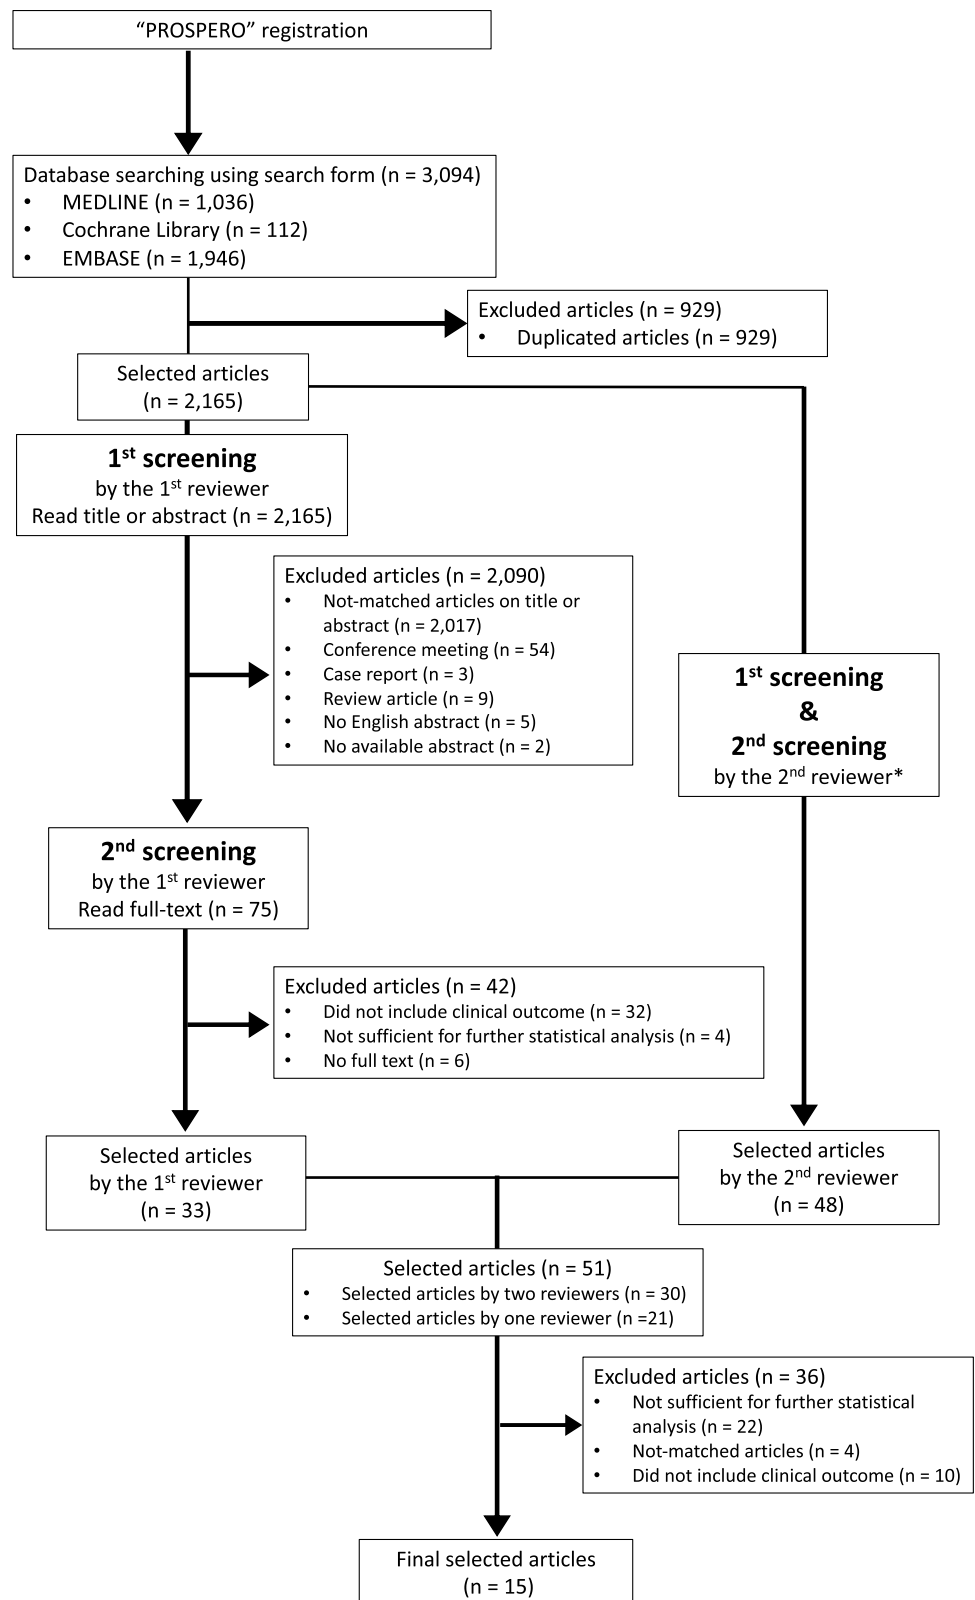 “PROSPERO” registration
Database searching using search form (n = 3,094)
• MEDLINE (n = 1,036)
• Cochrane Library (n = 112)
• EMBASE (n = 1,946)
Excluded articles (n = 929)
• Duplicated articles (n = 929)
Selected articles
(n = 2,165)
1st screening
by the 1st reviewer
Read title or abstract (n = 2,165)
Excluded articles (n = 2,090)
• Not-matched articles on title or
abstract (n = 2,017)
• Conference meeting (n = 54)
• Case report (n = 3)
• Review article (n = 9)
• No English abstract (n = 5)
• No available abstract (n = 2)
1st screening
&
2nd screening
by the 2nd reviewer*
2nd screening
by the 1st reviewer
Read full-text (n = 75)
Excluded articles (n = 42)
• Did not include clinical outcome (n = 32)
• Not sufficient for further statistical analysis (n = 4)
• No full text (n = 6)
Selected articles
by the 1st reviewer
(n = 33)
Selected articles
by the 2nd reviewer
(n = 48)
Selected articles (n = 51)
• Selected articles by two reviewers (n = 30)
• Selected articles by one reviewer (n =21)
Excluded articles (n = 36)
• Not sufficient for further statistical
analysis (n = 22)
• Not-matched articles (n = 4)
• Did not include clinical outcome (n = 10)
Final selected articles
(n = 15)